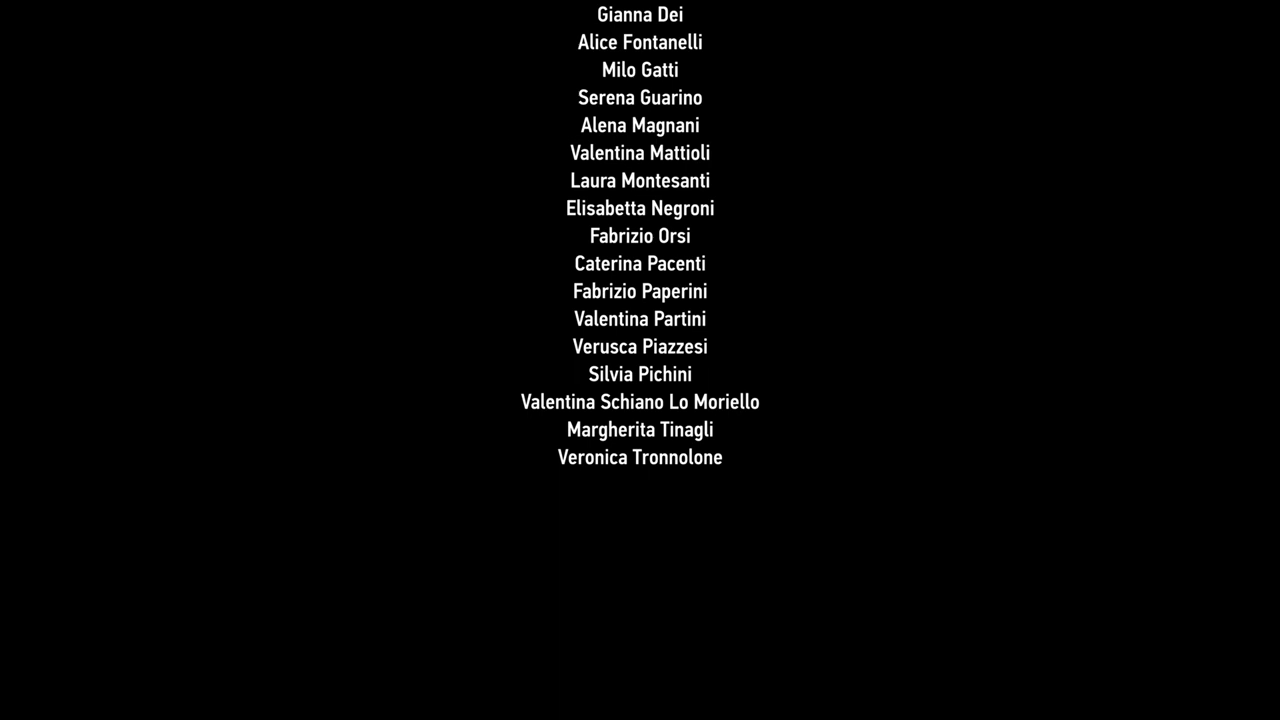 Gianna Dei
Alice Fontanelli
Milo Gatti
Serena Guarino
Alena Magnani
Valentina Mattioli
Laura Montesanti
Elisabetta Negroni
Fabrizio Orsi
Caterina Pacenti
Fabrizio Paperini
Valentina Partini
Verusca Piazzesi
Silvia Pichini
Valentina Schiano Lo Moriello
Margherita Tinagli
Veronica Tronnolone